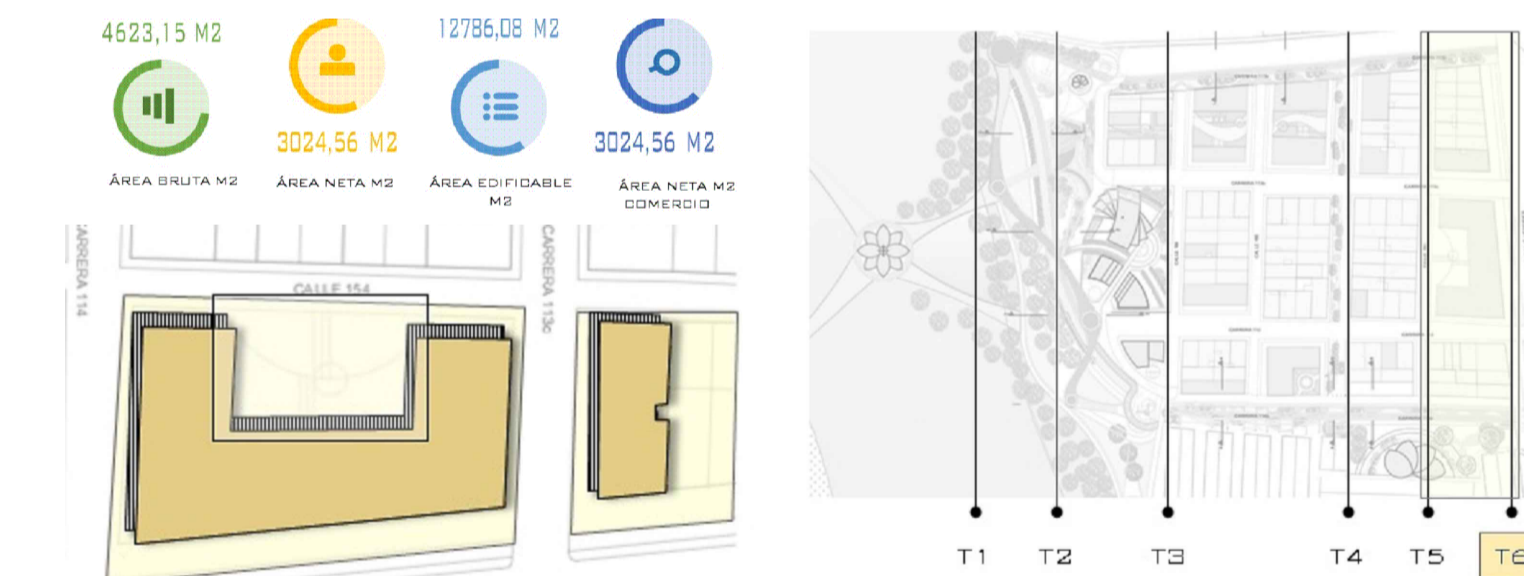 4623,15 M2
12786,08 M2
3024,56 M2
3024,56 M2
ÁREA BRUTA M2
ÁREA NETA M2
ÁREA EDIFICABLE
M2
ÁREA NETA M2
COMERCIO
CARRERA 114
CALLE 154
CARRERA 113c
T1
T2
T3
T4
T5
T6